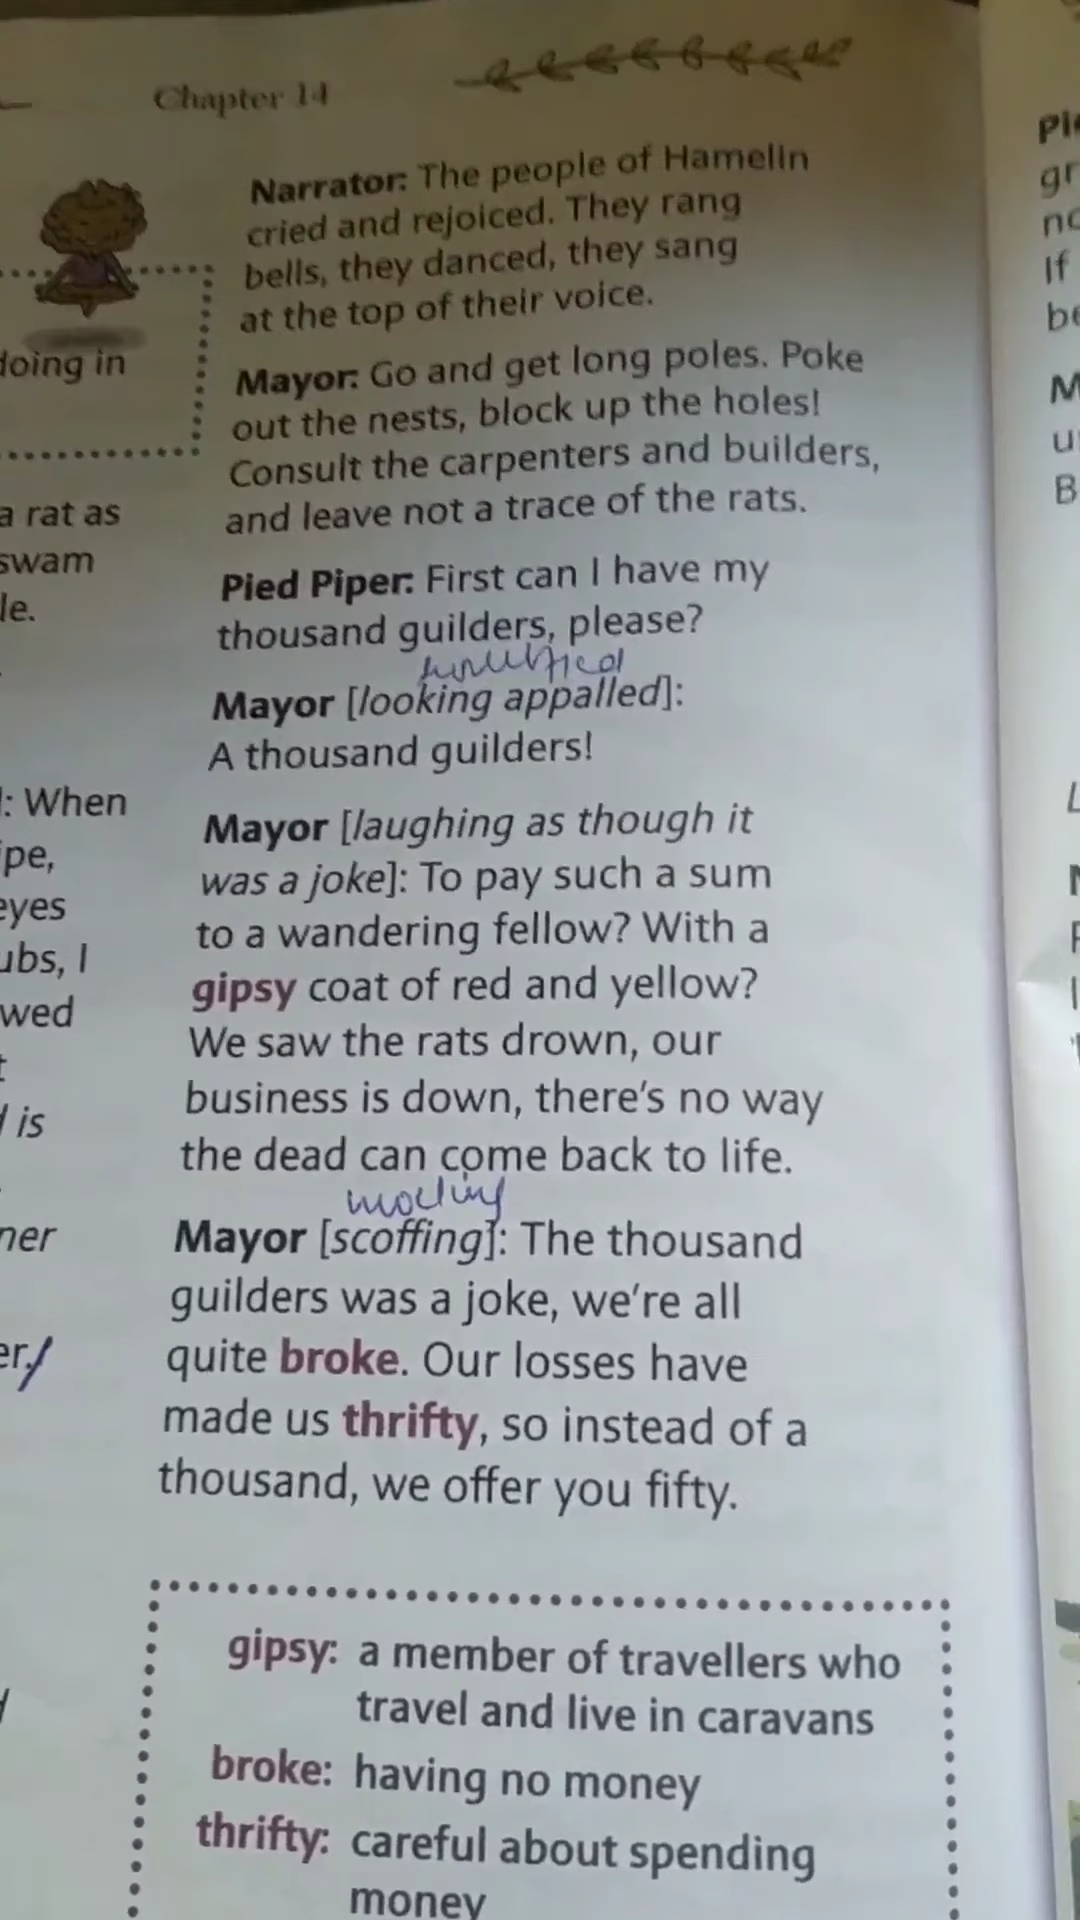 Chapter 14
doing in
a rat as
swam
le.
: When
ipe,
eyes
ubs, I
wed
t
is
ner
er./
Narrator: The people of Hamelin
cried and rejoiced. They rang
bells, they danced, they sang
at the top of their voice.
Mayor: Go and get long poles. Poke
out the nests, block up the holes!
Consult the carpenters and builders,
and leave not a trace of the rats.
Pied Piper: First can I have my
thousand guilders, please?
Mayor [looking appalled]:
A thousand guilders!
Mayor [laughing as though it
was a joke]: To pay such a sum
to a wandering fellow? With a
gipsy coat of red and yellow?
We saw the rats drown, our
business is down, there's no way
the dead can come back to life.
Mayor [scoffing]: The thousand
guilders was a joke, we're all
quite broke. Our losses have
made us thrifty, so instead of a
thousand, we offer you fifty.
gipsy: a member of travellers who
travel and live in caravans
broke: having no money
thrifty: careful about spending
money
Pi
gr
no
If
be
M
u
B